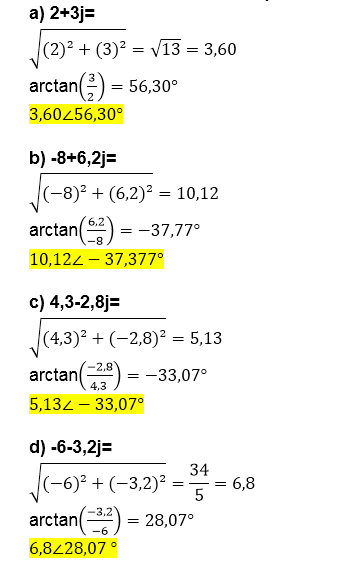 a) 2+3j=
√((2)² + (3)²) = √13 = 3,60
arctan(3/2) = 56,30°
3,60∠56,30°
b) -8+6,2j=
√((−8)² + (6,2)²) = 10,12
arctan(6,2/−8) = −37,77°
10,12∠ − 37,377°
c) 4,3-2,8j=
√((4,3)² + (−2,8)²) = 5,13
arctan(−2,8/4,3) = −33,07°
5,13∠ − 33,07°
d) -6-3,2j=
√((−6)² + (−3,2)²) = 34/5 = 6,8
arctan(−3,2/−6) = 28,07°
6,8∠28,07 °